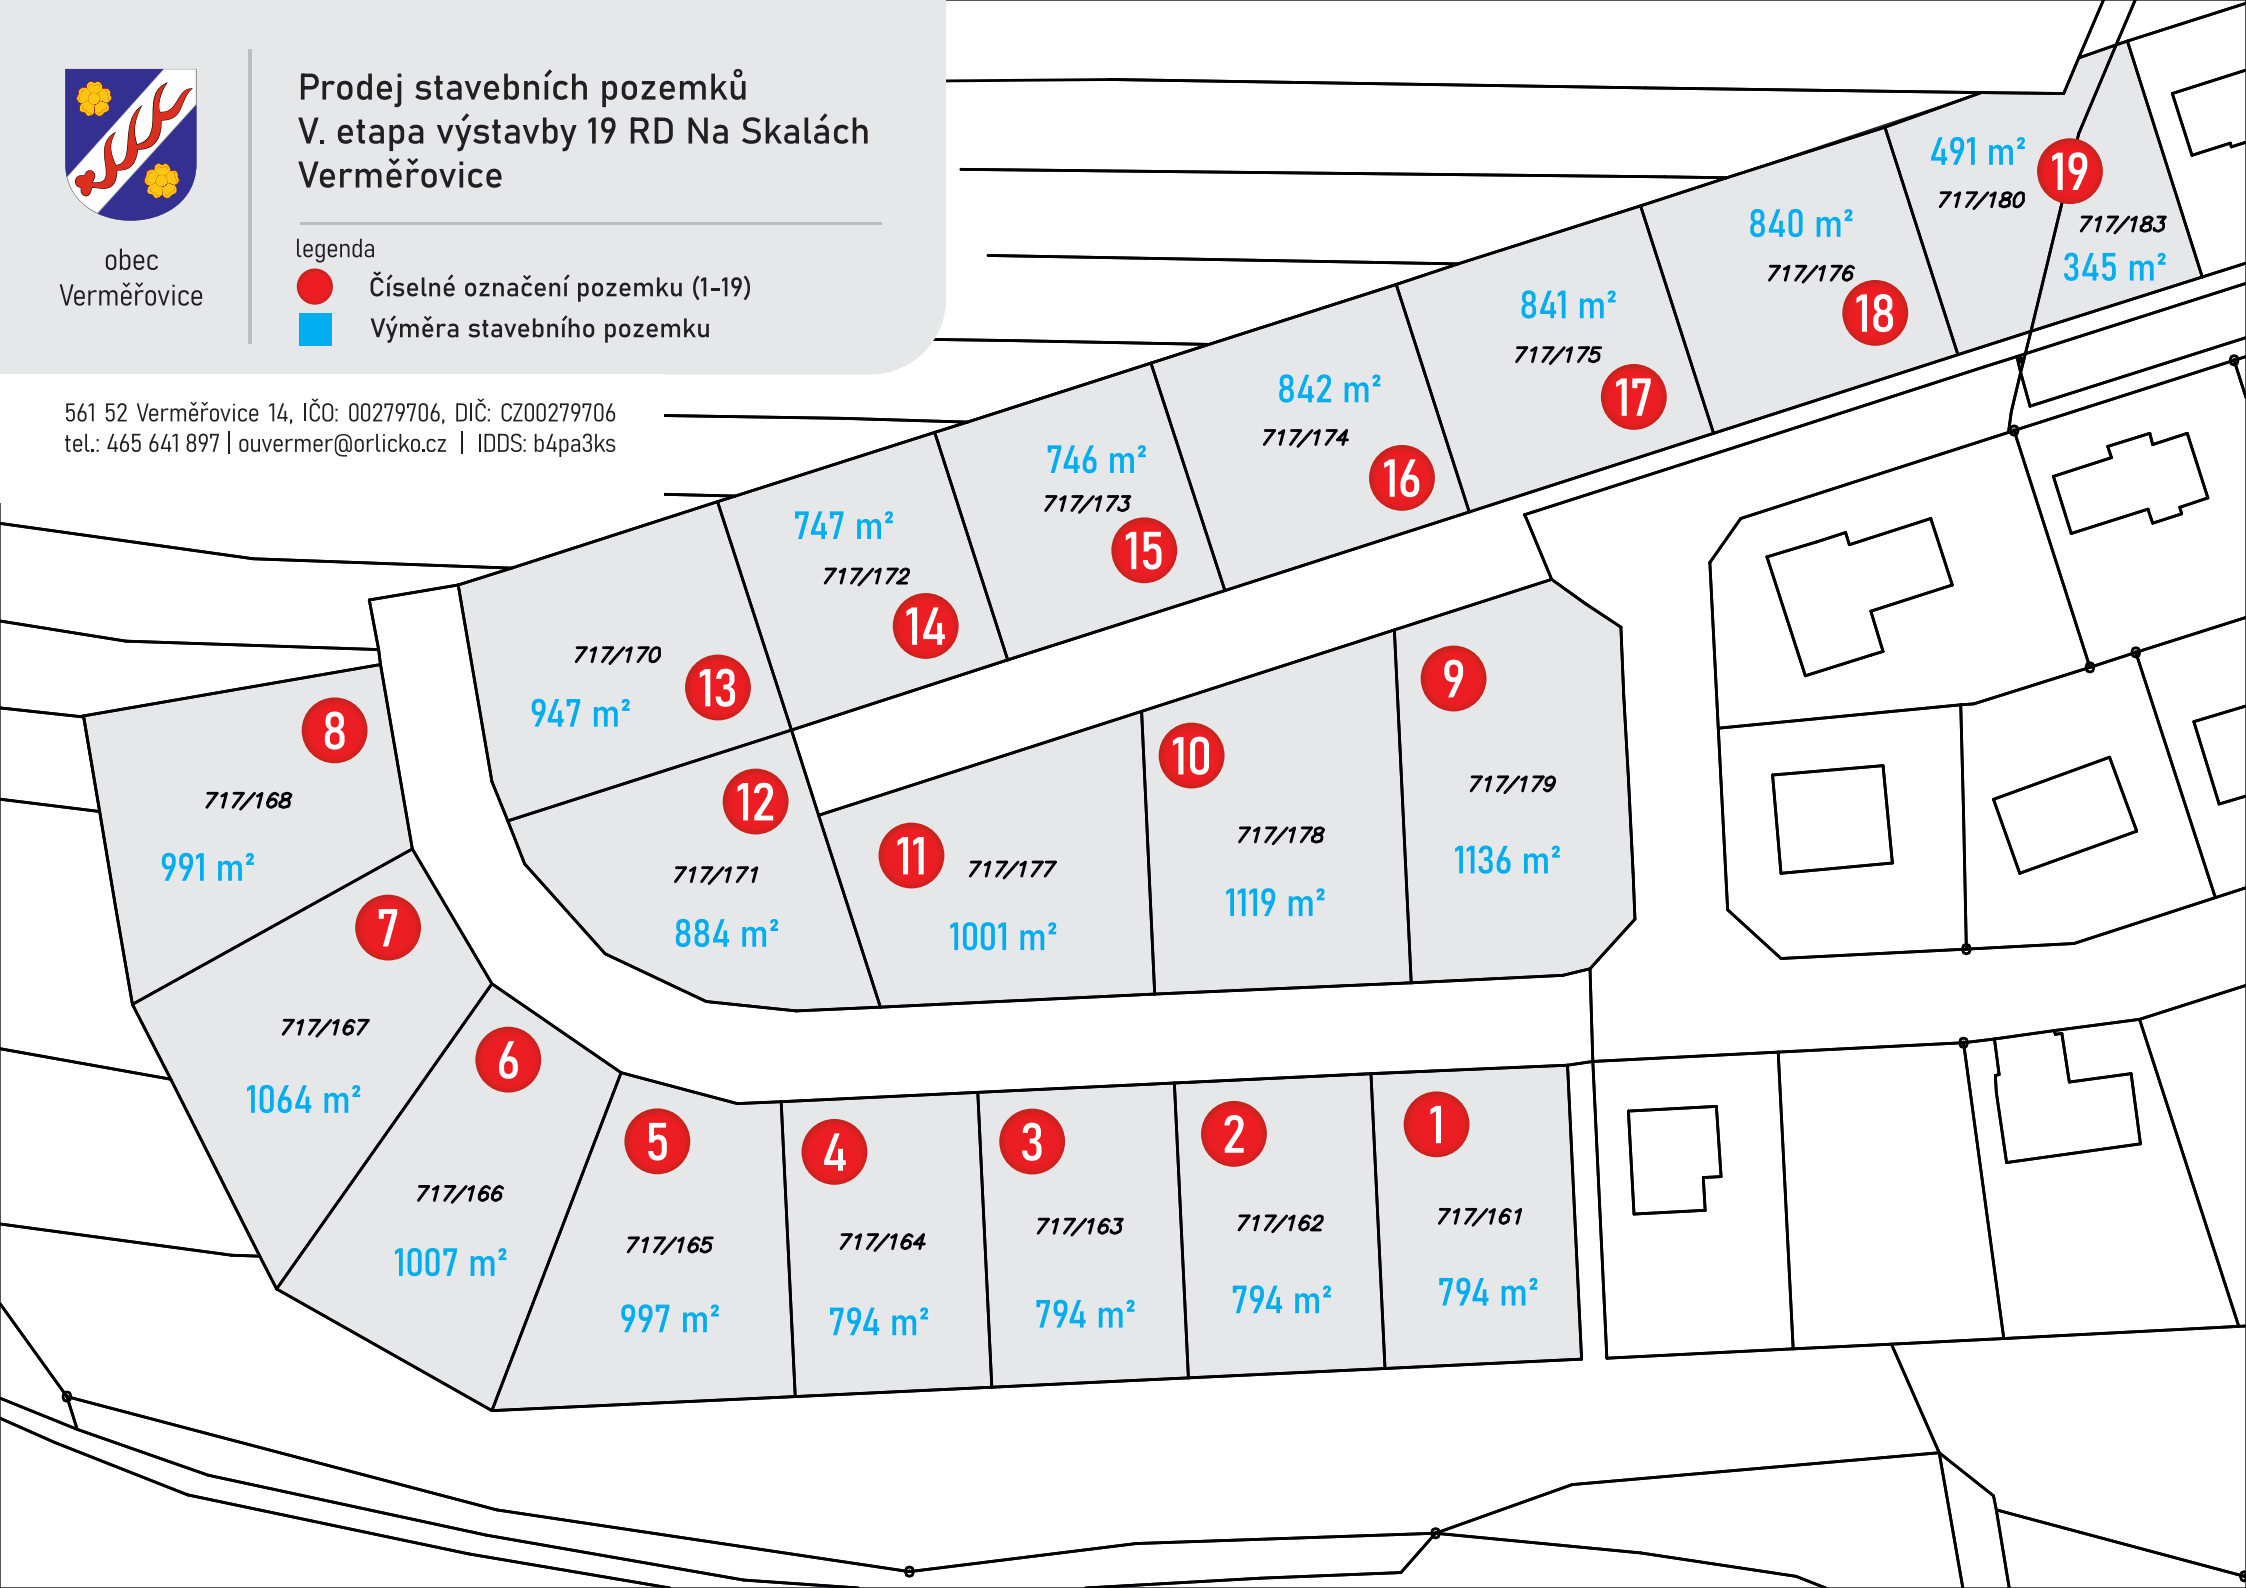 Prodej stavebních pozemků
V. etapa výstavby 19 RD Na Skalách
Verměřovice
obec
Verměřovice
legenda
Číselné označení pozemku (1-19)
Výměra stavebního pozemku
561 52 Verměřovice 14, IČO: 00279706, DIČ: CZ00279706
tel.: 465 641 897 | ouvermer@orlicko.cz | IDDS: b4pa3ks
491 m²
19
717/180
717/183
345 m²
840 m²
717/176
18
841 m²
717/175
17
842 m²
717/174
16
746 m²
717/173
15
747 m²
717/172
14
717/170
13
947 m²
9
717/179
1136 m²
10
717/178
1119 m²
11
717/177
1001 m²
12
717/171
884 m²
8
717/168
991 m²
7
717/167
1064 m²
6
717/166
1007 m²
5
717/165
997 m²
4
717/164
794 m²
3
717/163
794 m²
2
717/162
794 m²
1
717/161
794 m²